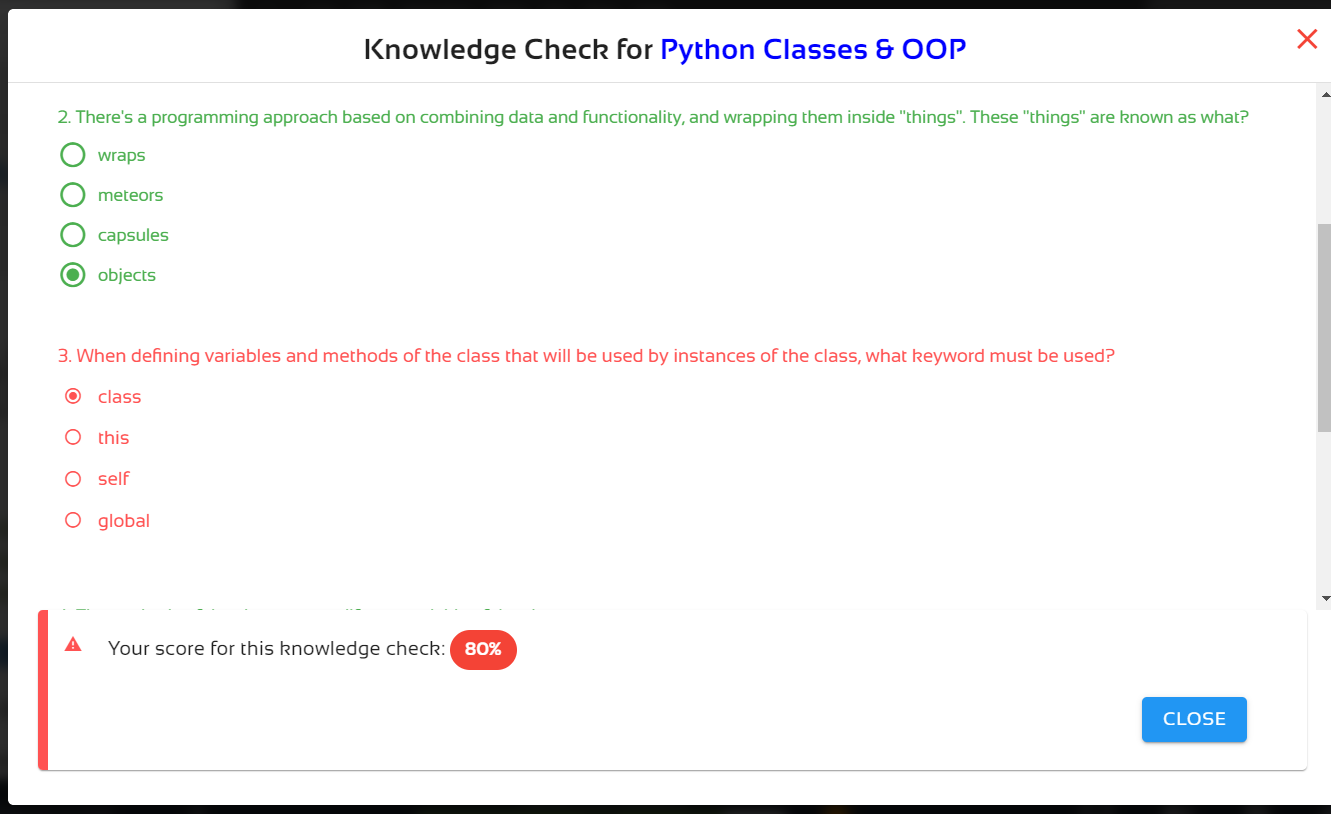 Knowledge Check for Python Classes & OOP
2. There's a programming approach based on combining data and functionality, and wrapping them inside "things". These "things" are known as what?
wraps
meteors
capsules
objects
3. When defining variables and methods of the class that will be used by instances of the class, what keyword must be used?
class
this
self
global
Your score for this knowledge check: 80%
CLOSE